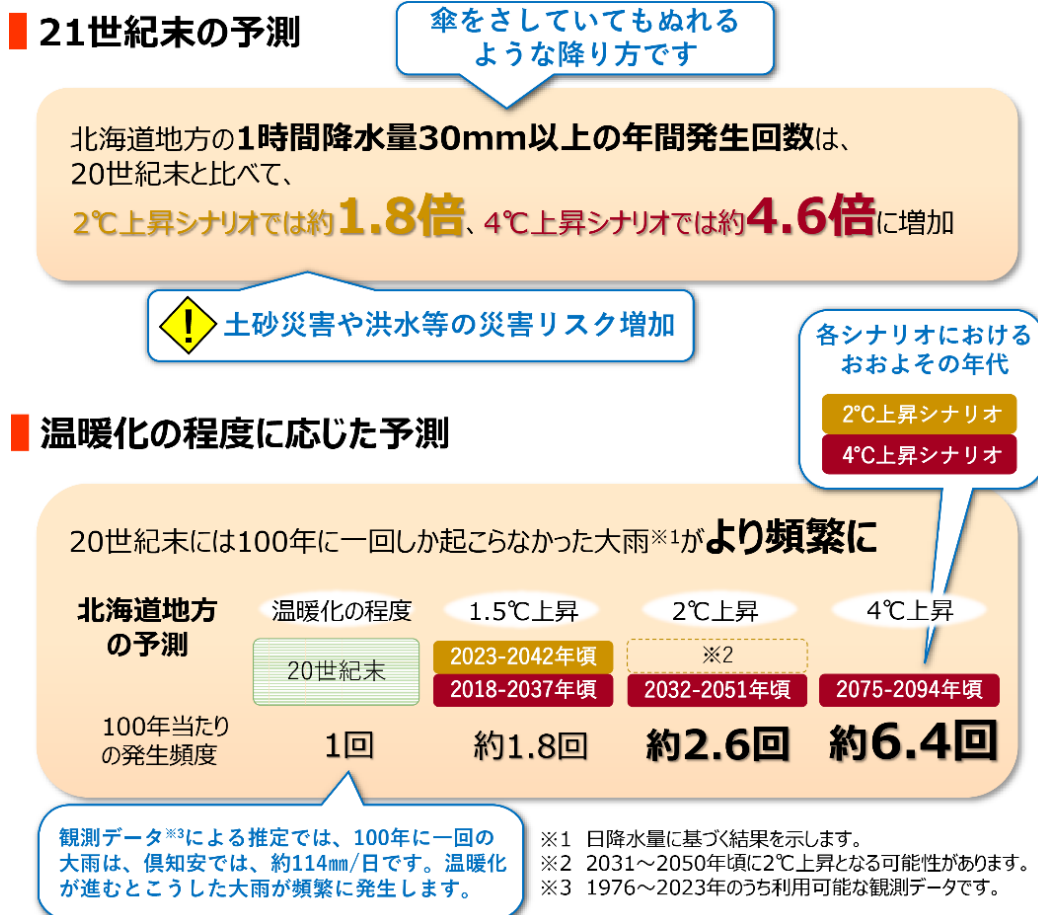 21世紀末の予測
傘をさしていてもぬれる
ような降り方です
北海道地方の1時間降水量30mm以上の年間発生回数は、
20世紀末と比べて、
2℃上昇シナリオでは約1.8倍、4℃上昇シナリオでは約4.6倍に増加
! 土砂災害や洪水等の災害リスク増加
各シナリオにおける
おおよその年代
2℃上昇シナリオ
4℃上昇シナリオ
温暖化の程度に応じた予測
20世紀末には100年に一回しか起こらなかった大雨※1がより頻繁に
北海道地方
の予測
温暖化の程度 1.5℃上昇 2℃上昇 4℃上昇
20世紀末
2023-2042年頃 ※2
2018-2037年頃 2032-2051年頃 2075-2094年頃
100年当たり
の発生頻度
1回 約1.8回 約2.6回 約6.4回
観測データ※3による推定では、100年に一回の
大雨は、倶知安では、約114㎜/日です。温暖化
が進むとこうした大雨が頻繁に発生します。
※1 日降水量に基づく結果を示します。
※2 2031~2050年頃に2℃上昇となる可能性があります。
※3 1976~2023年のうち利用可能な観測データです。